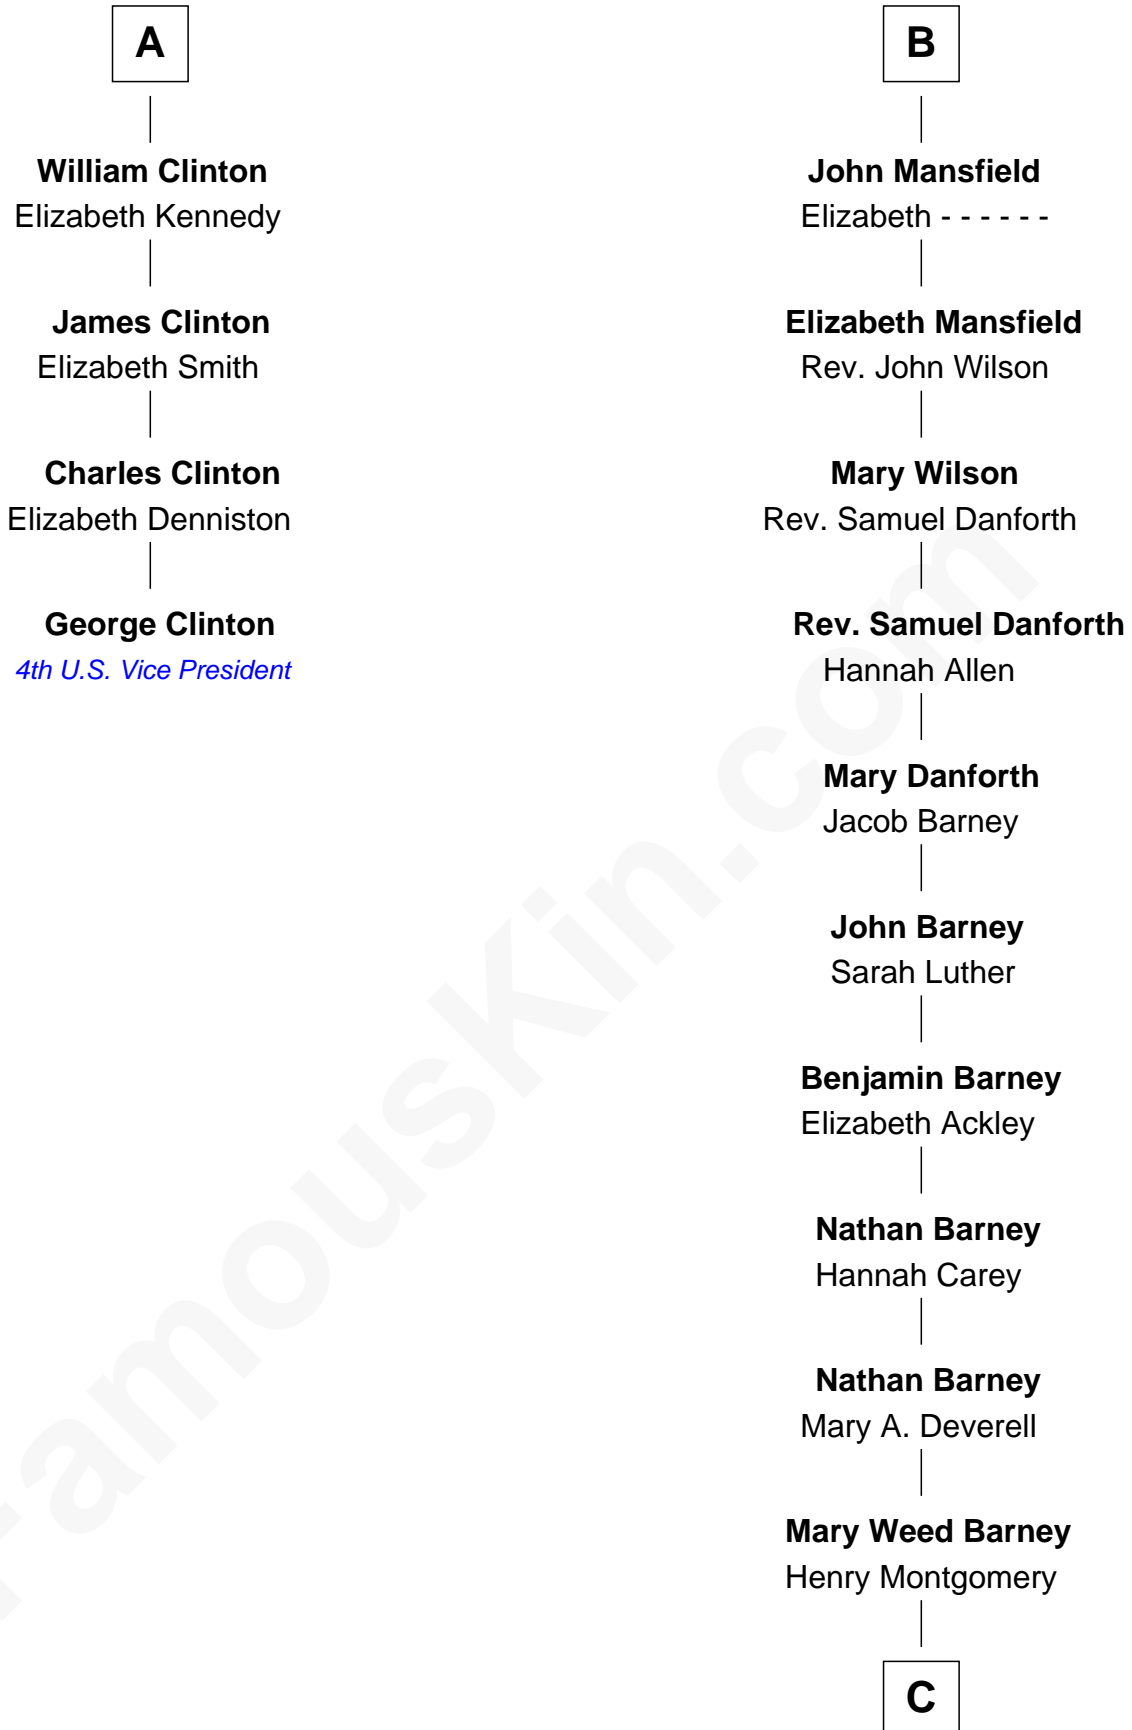 A
William Clinton
Elizabeth Kennedy
James Clinton
Elizabeth Smith
Charles Clinton
Elizabeth Denniston
George Clinton
4th U.S. Vice President
B
John Mansfield
Elizabeth - - - - - -
Elizabeth Mansfield
Rev. John Wilson
Mary Wilson
Rev. Samuel Danforth
Rev. Samuel Danforth
Hannah Allen
Mary Danforth
Jacob Barney
John Barney
Sarah Luther
Benjamin Barney
Elizabeth Ackley
Nathan Barney
Hannah Carey
Nathan Barney
Mary A. Deverell
Mary Weed Barney
Henry Montgomery
C
FamousKin.com